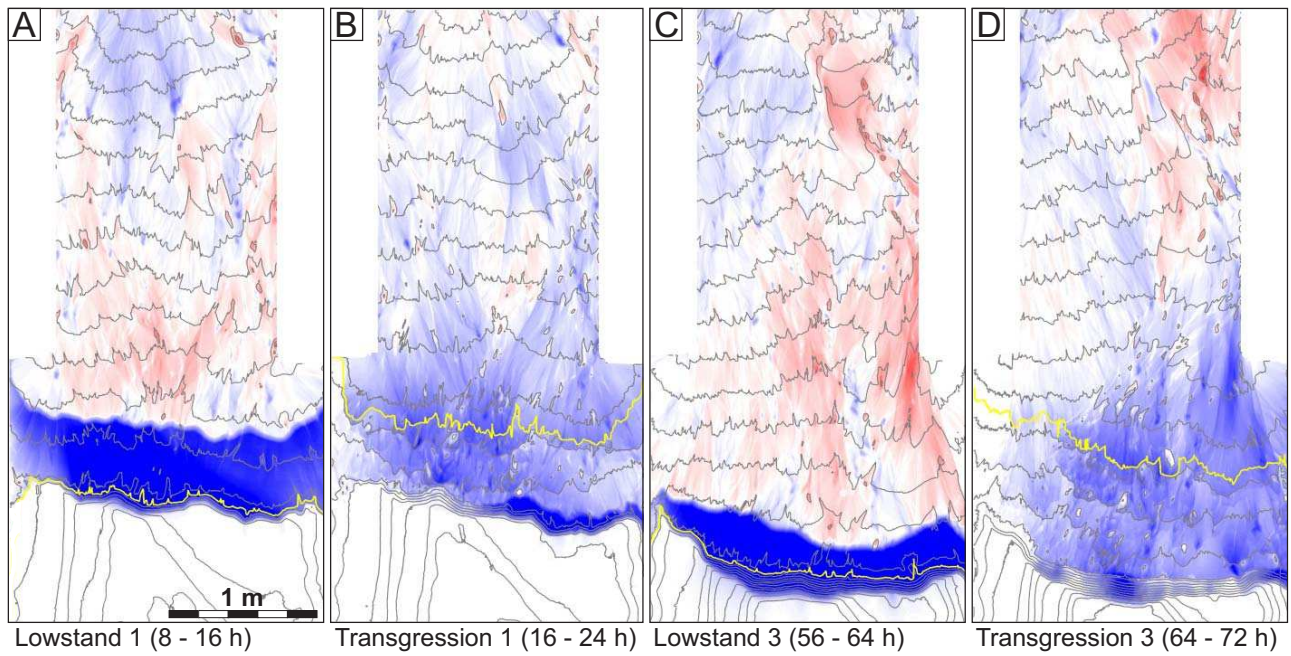 A
B
C
D
1 m
Lowstand 1 (8 - 16 h)
Transgression 1 (16 - 24 h)
Lowstand 3 (56 - 64 h)
Transgression 3 (64 - 72 h)